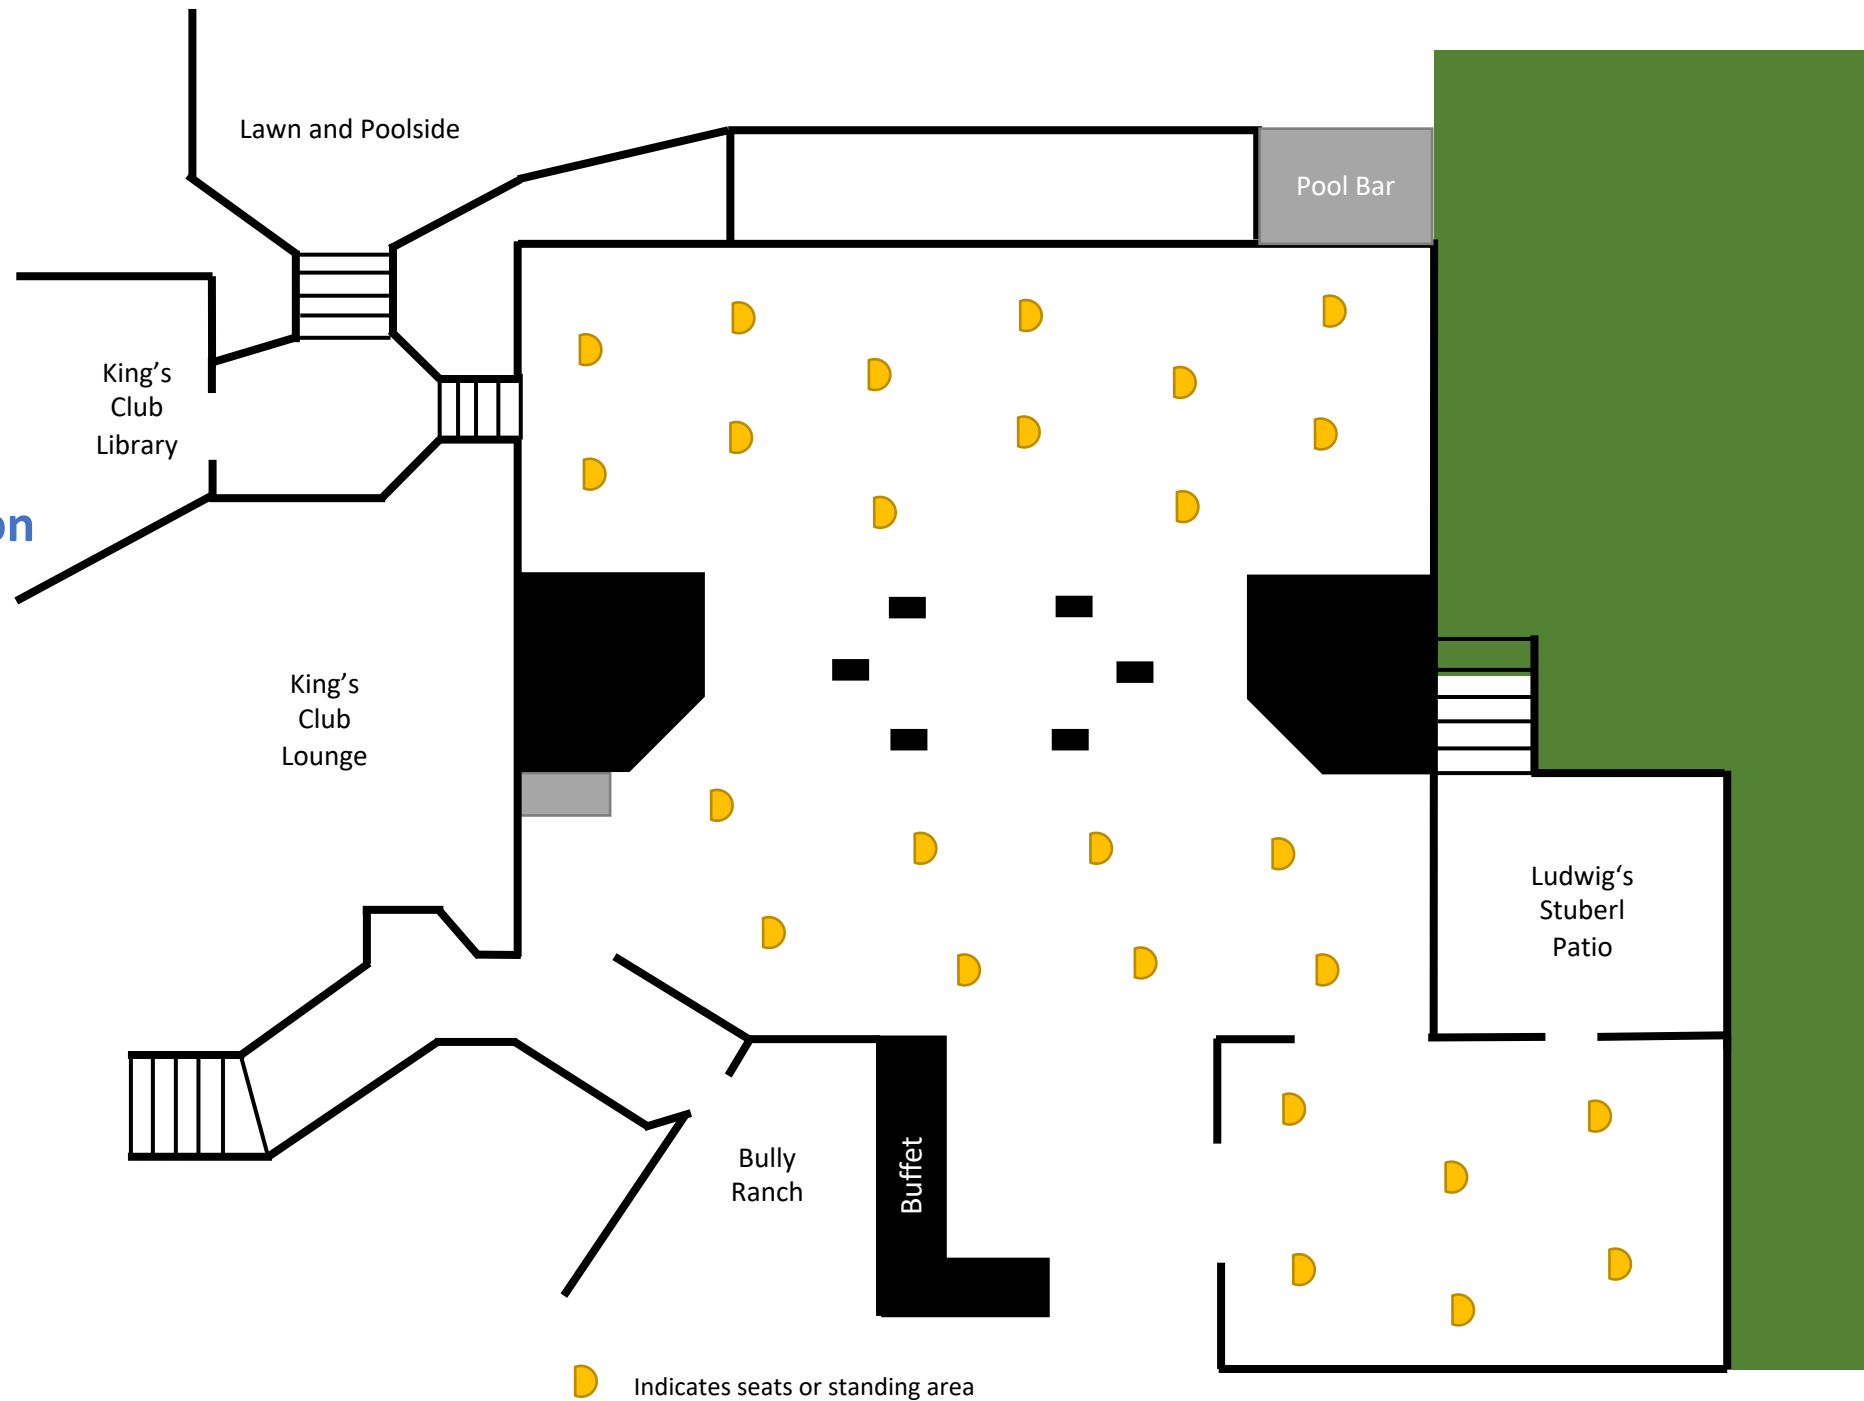 Lawn and Poolside
Pool Bar
King's
Club
Library
on
King's
Club
Lounge
Ludwig‘s
Stuberl
Patio
Bully
Ranch
Buffet
Indicates seats or standing area